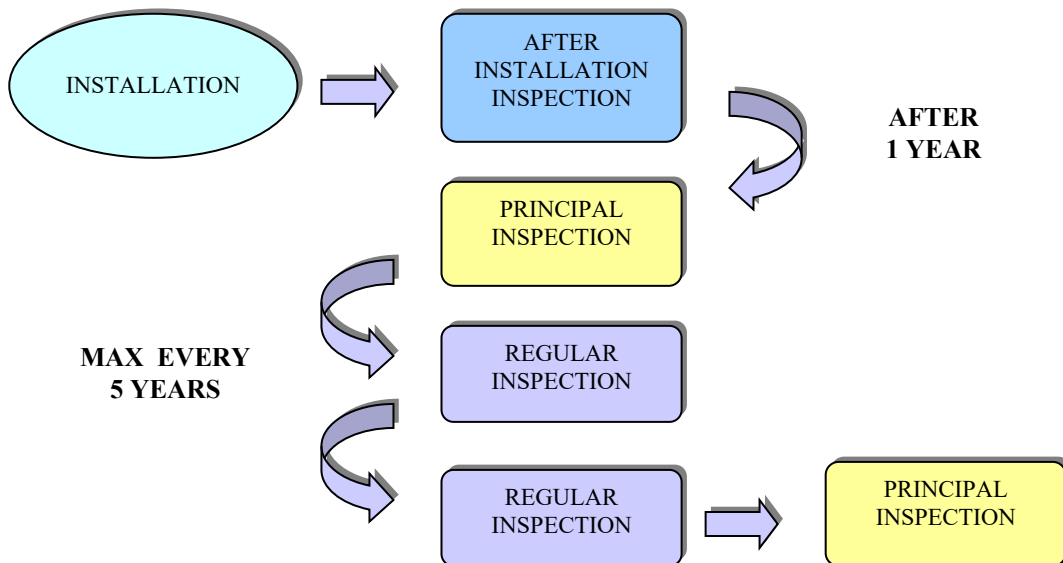 INSTALLATION
AFTER
INSTALLATION
INSPECTION
AFTER
1 YEAR
PRINCIPAL
INSPECTION
MAX  EVERY
5 YEARS
REGULAR
INSPECTION
REGULAR
INSPECTION
PRINCIPAL
INSPECTION